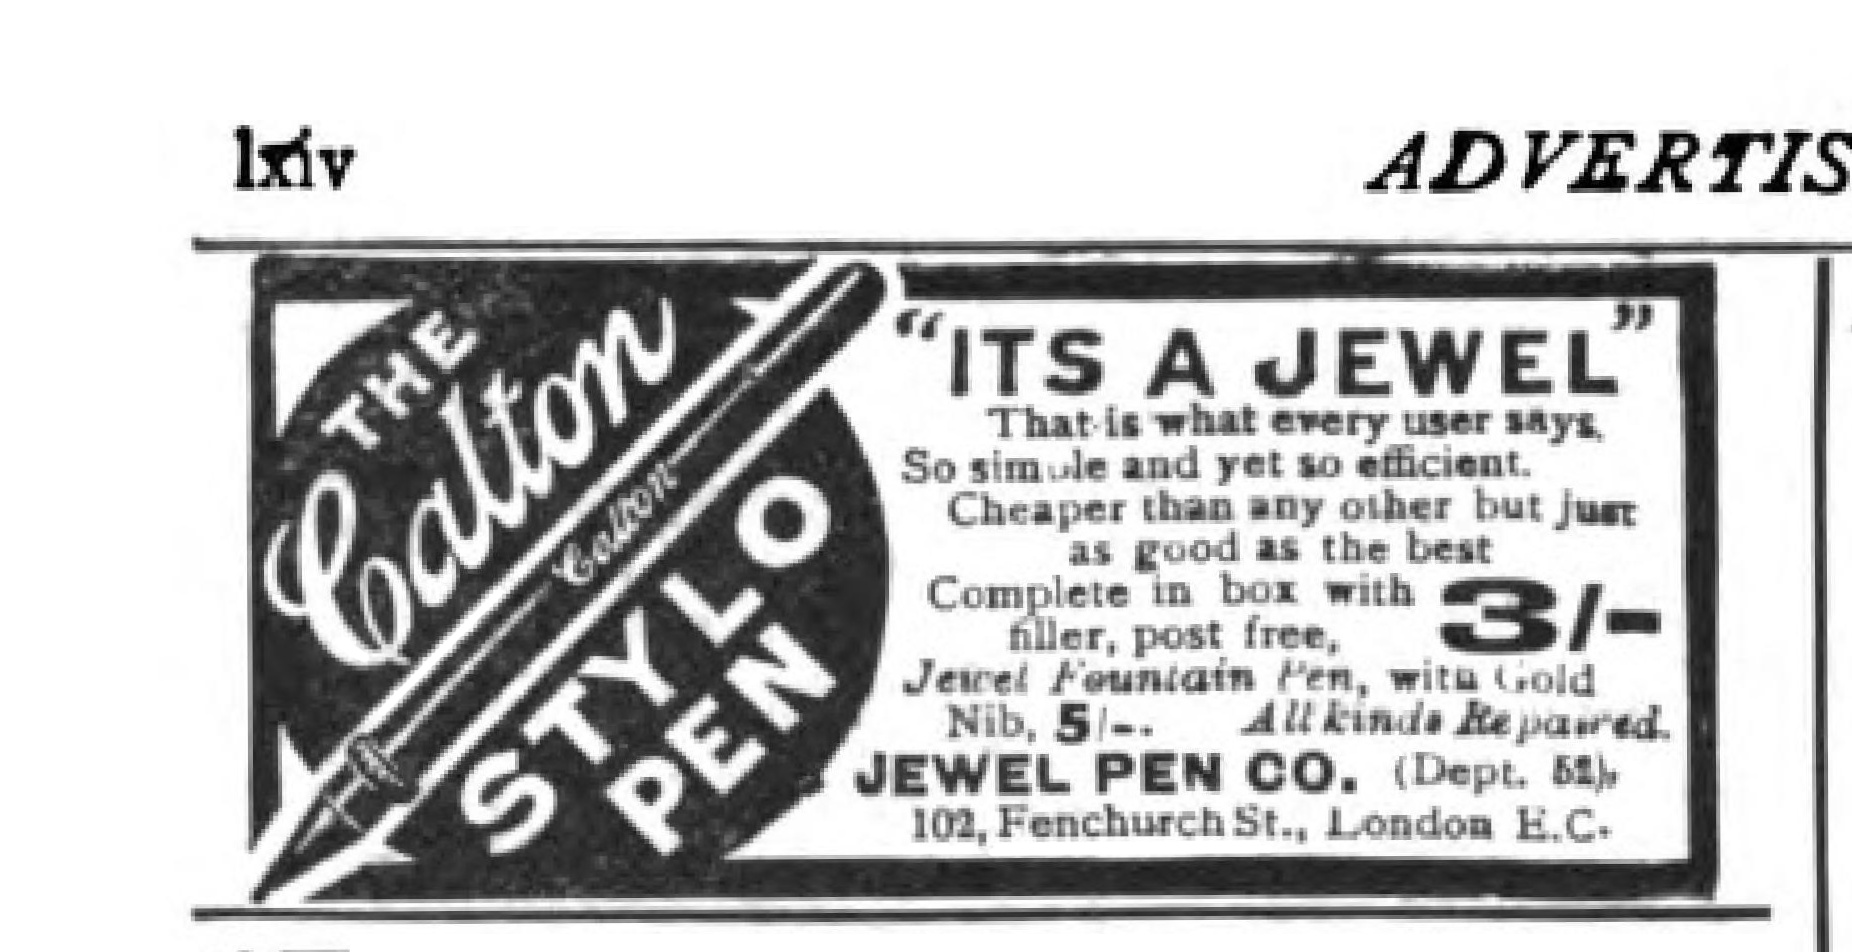 lxiv
ADVERTIS
THE
Calton
Calton
STYLO
PEN
"ITS A JEWEL"
That is what every user says.
So simple and yet so efficient.
Cheaper than any other but just
as good as the best
Complete in box with 3/-
filler, post free,
Jewel Fountain Pen, with Gold
Nib, 5/-. All kinds Repaired.
JEWEL PEN CO. (Dept. 52),
102, Fenchurch St., London E.C.